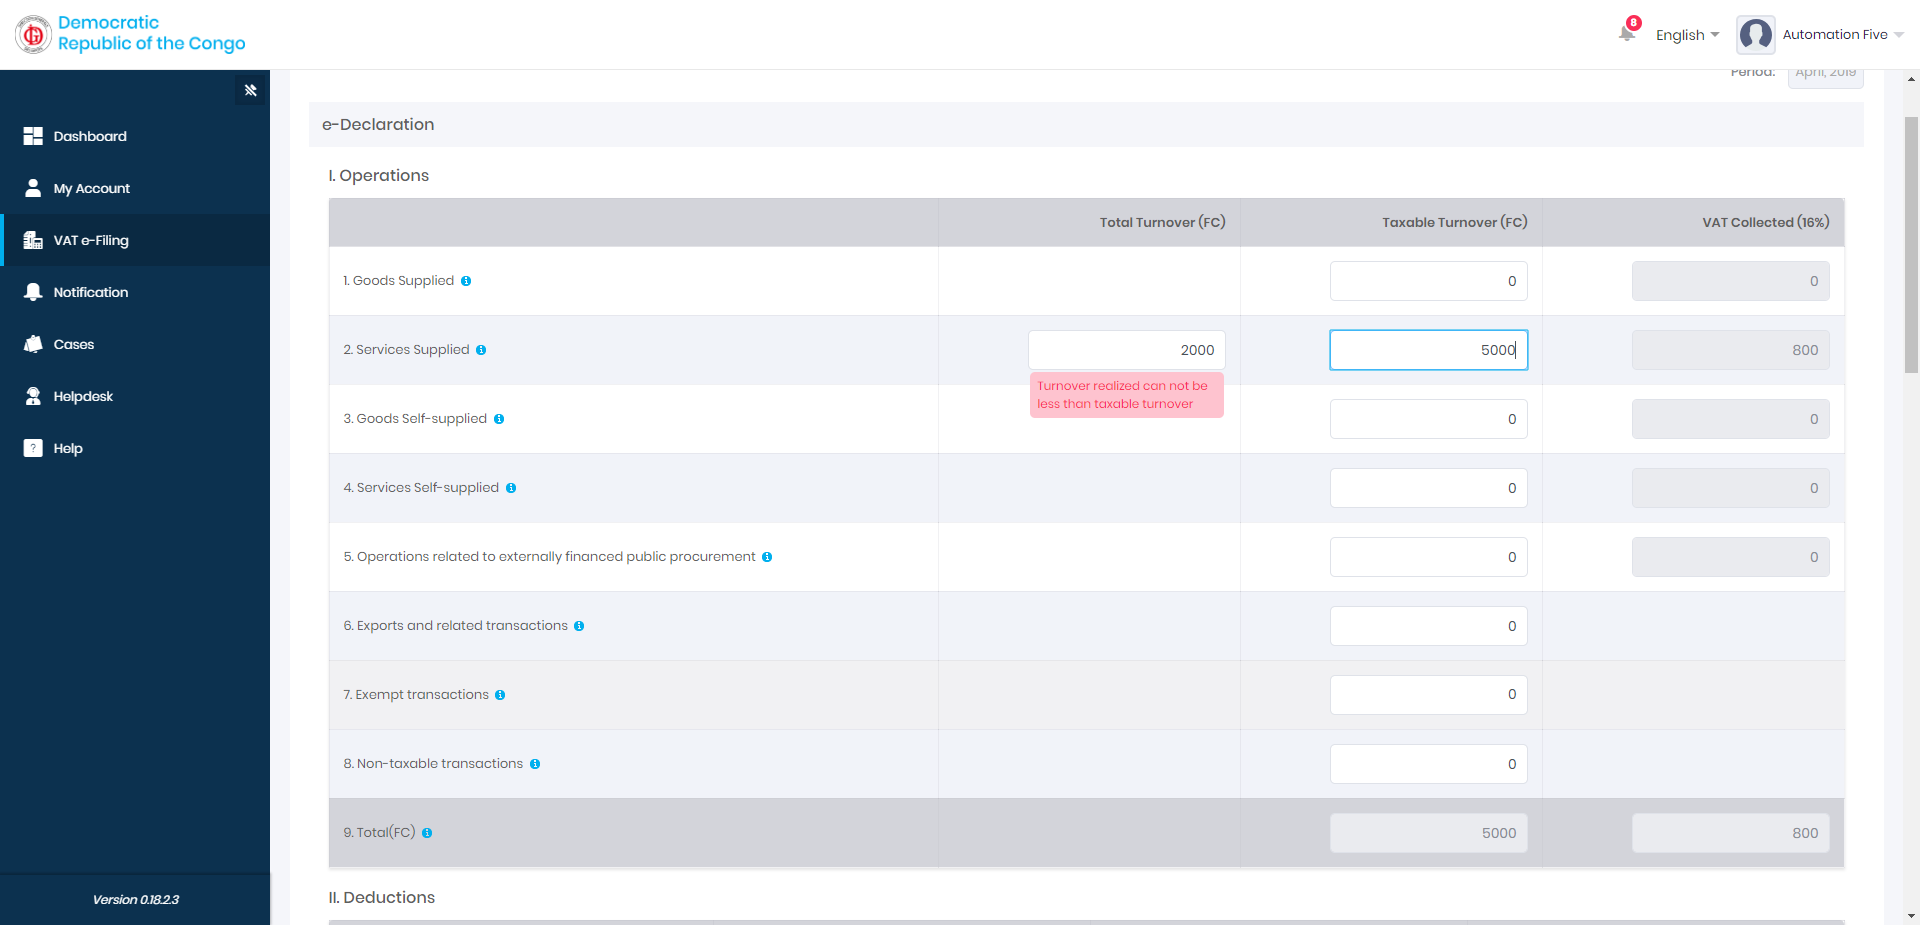 Democratic
Republic of the Congo
8
English
Automation Five
Dashboard
My Account
VAT e-Filing
Notification
Cases
Helpdesk
? Help
Version 0.18.2.3
Period: April, 2019
e-Declaration
I. Operations
Total Turnover (FC) Taxable Turnover (FC) VAT Collected (16%)
1. Goods Supplied 0 0
2. Services Supplied 2000 5000 800
Turnover realized can not be
less than taxable turnover
3. Goods Self-supplied 0 0
4. Services Self-supplied 0 0
5. Operations related to externally financed public procurement 0 0
6. Exports and related transactions 0
7. Exempt transactions 0
8. Non-taxable transactions 0
9. Total(FC) 5000 800
II. Deductions